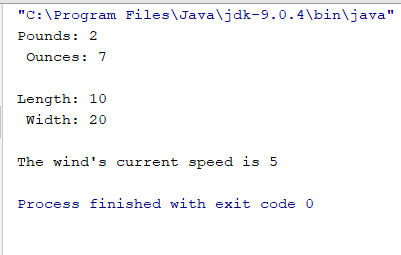 "C:\Program Files\Java\jdk-9.0.4\bin\java"
Pounds: 2
 Ounces: 7

Length: 10
 Width: 20

The wind's current speed is 5

Process finished with exit code 0